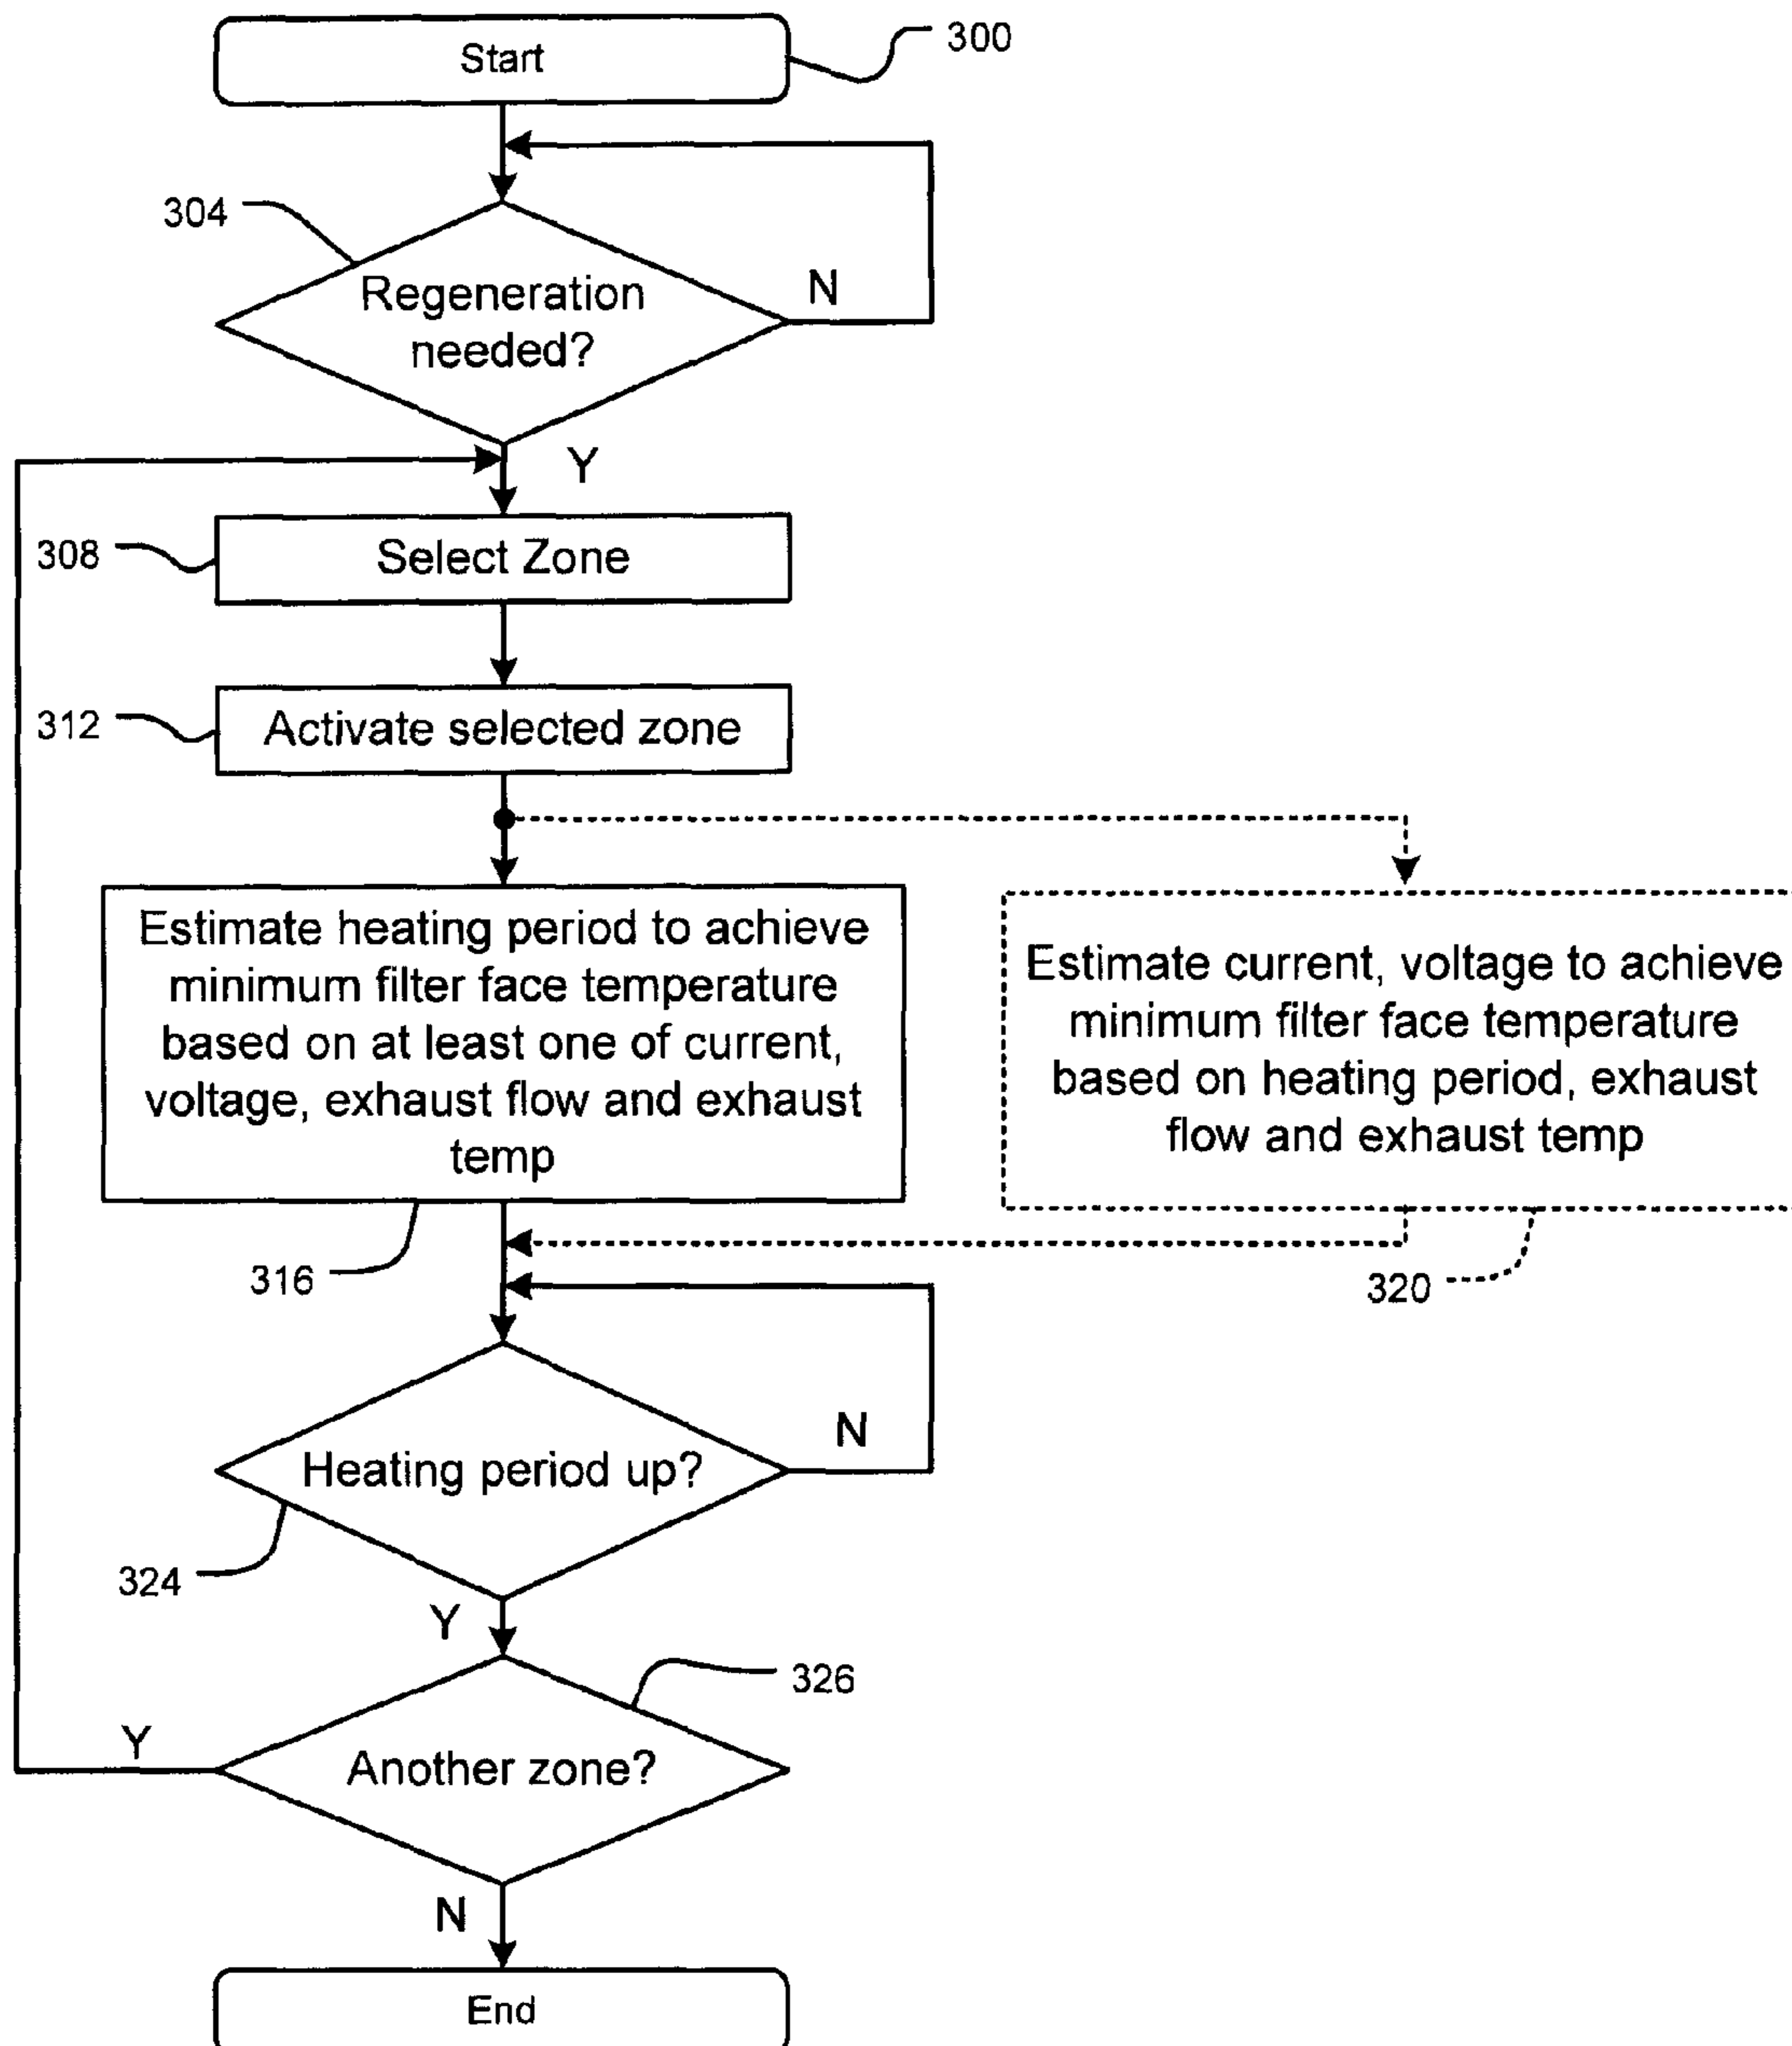 Start
300
304
Regeneration
needed?
N
Y
308
Select Zone
312
Activate selected zone
Estimate heating period to achieve
minimum filter face temperature
based on at least one of current,
voltage, exhaust flow and exhaust
temp
Estimate current, voltage to achieve
minimum filter face temperature
based on heating period, exhaust
flow and exhaust temp
316
320
N
Heating period up?
324
Y
326
Y
Another zone?
N
End